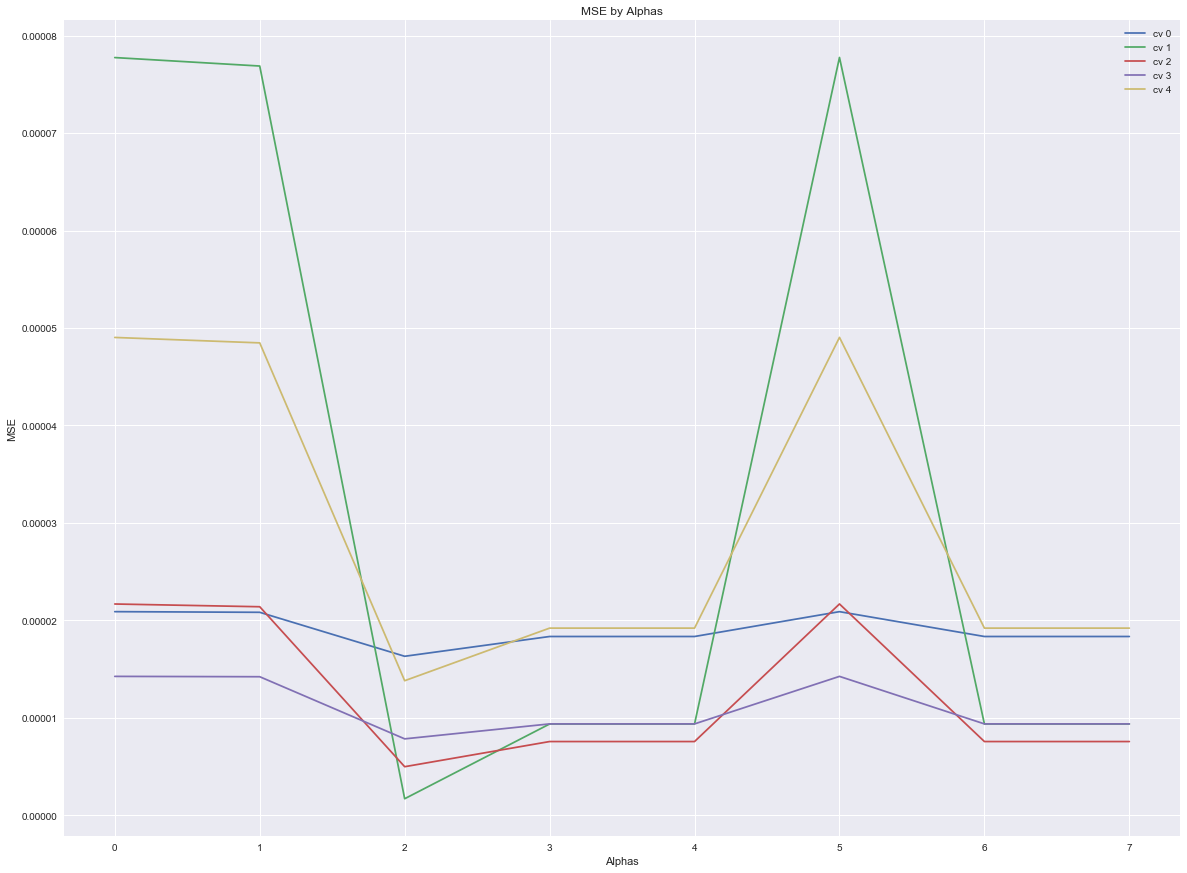 MSE by Alphas
cv 0
cv 1
cv 2
cv 3
cv 4
0.00008
0.00007
0.00006
0.00005
0.00004
0.00003
0.00002
0.00001
0.00000
MSE
0 1 2 3 4 5 6 7
Alphas